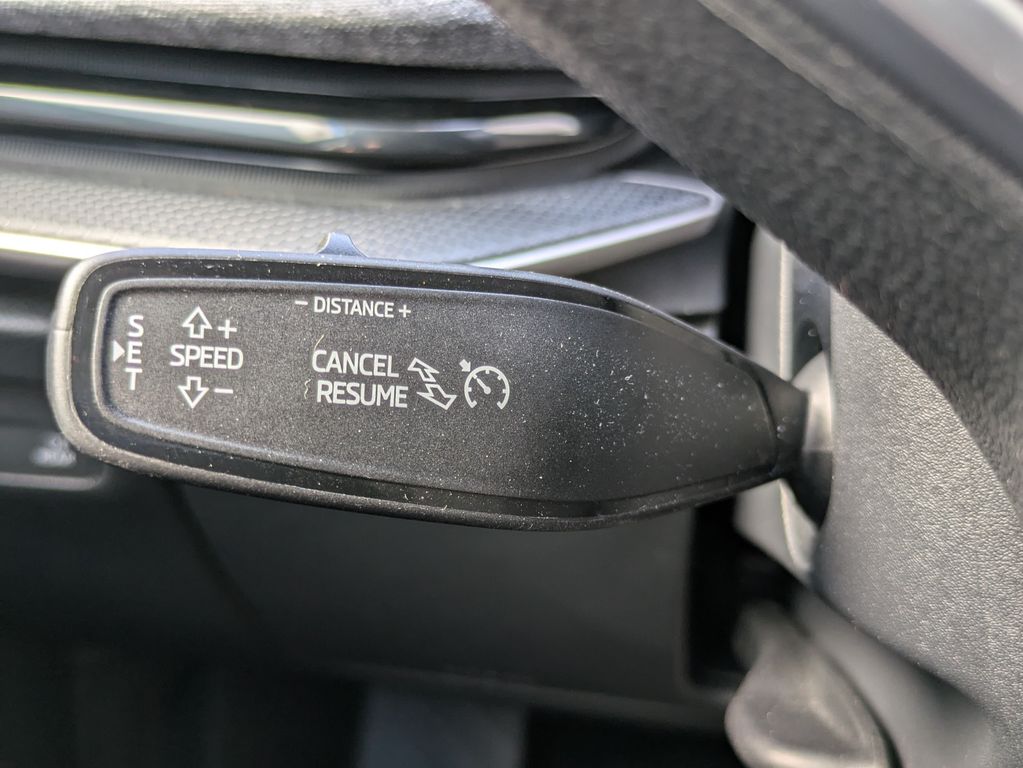 − DISTANCE +
SET
+
SPEED
−
CANCEL
RESUME